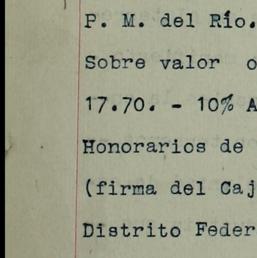 P. M. del Río.
Sobre valor o
17.70. - 10% A
Honorarios de
(firma del Caj
Distrito Feder